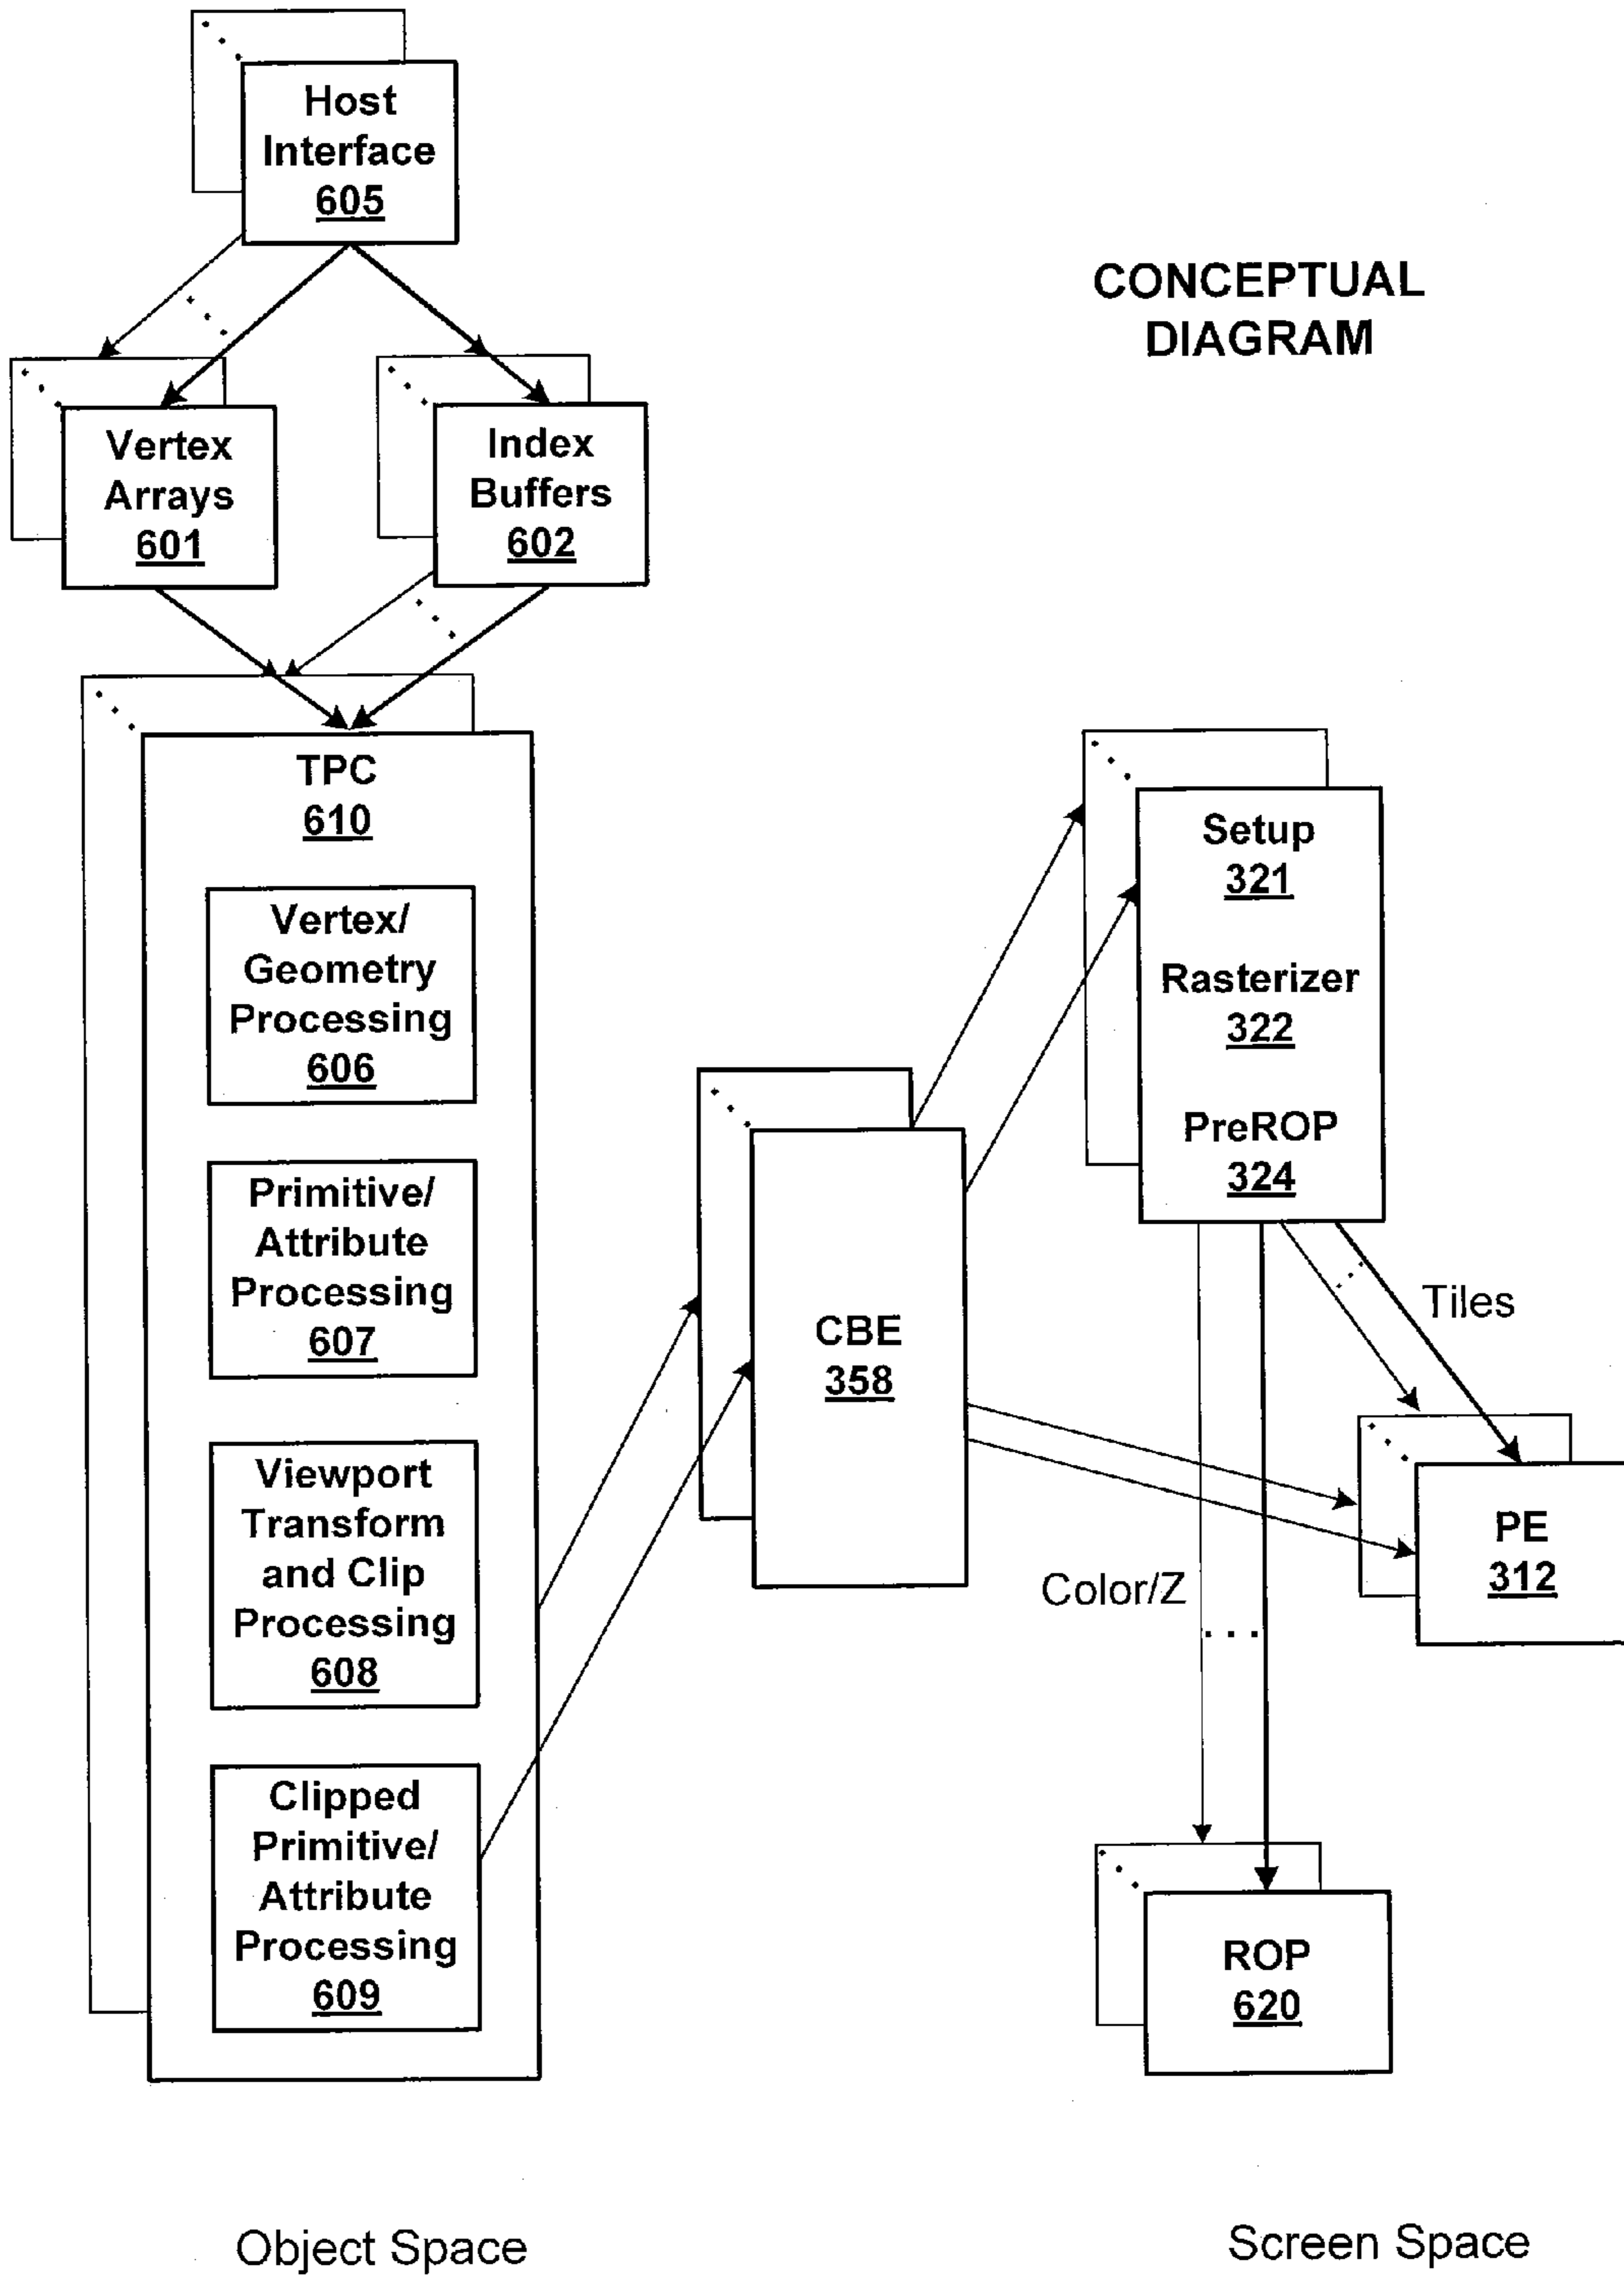 Host
Interface
605
CONCEPTUAL
DIAGRAM
Vertex
Arrays
601
Index
Buffers
602
TPC
610
Vertex/
Geometry
Processing
606
Primitive/
Attribute
Processing
607
Viewport
Transform
and Clip
Processing
608
Clipped
Primitive/
Attribute
Processing
609
CBE
358
Setup
321
Rasterizer
322
PreROP
324
Tiles
PE
312
Color/Z
ROP
620
Object Space
Screen Space